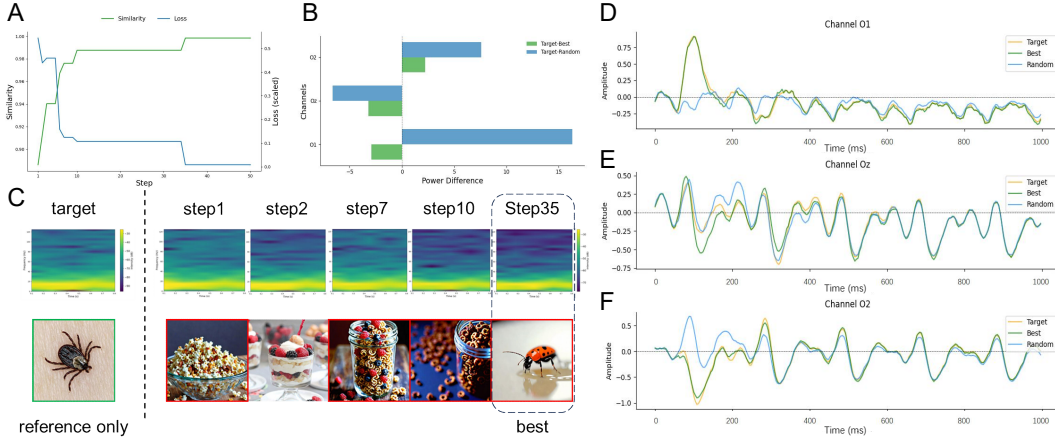 A
Similarity
Loss
1.00
0.98
0.96
0.94
0.92
0.90
Similarity
0.5
0.4
0.3
0.2
0.1
0.0
Loss (scaled)
1
10
20
30
40
50
Step
B
Target-Best
Target-Random
Channels
O1
−5
0
5
10
15
Power Difference
C
target
step1
step2
step7
step10
Step35
reference only
best
D
Channel O1
Amplitude
0.75
0.50
0.25
0.00
−0.25
Target
Best
Random
0
200
400
600
800
1000
Time (ms)
E
Channel Oz
Amplitude
0.50
0.25
0.00
−0.25
−0.50
−0.75
Target
Best
Random
0
200
400
600
800
1000
Time (ms)
F
Channel O2
Amplitude
0.5
0.0
−0.5
−1.0
Target
Best
Random
0
200
400
600
800
1000
Time (ms)